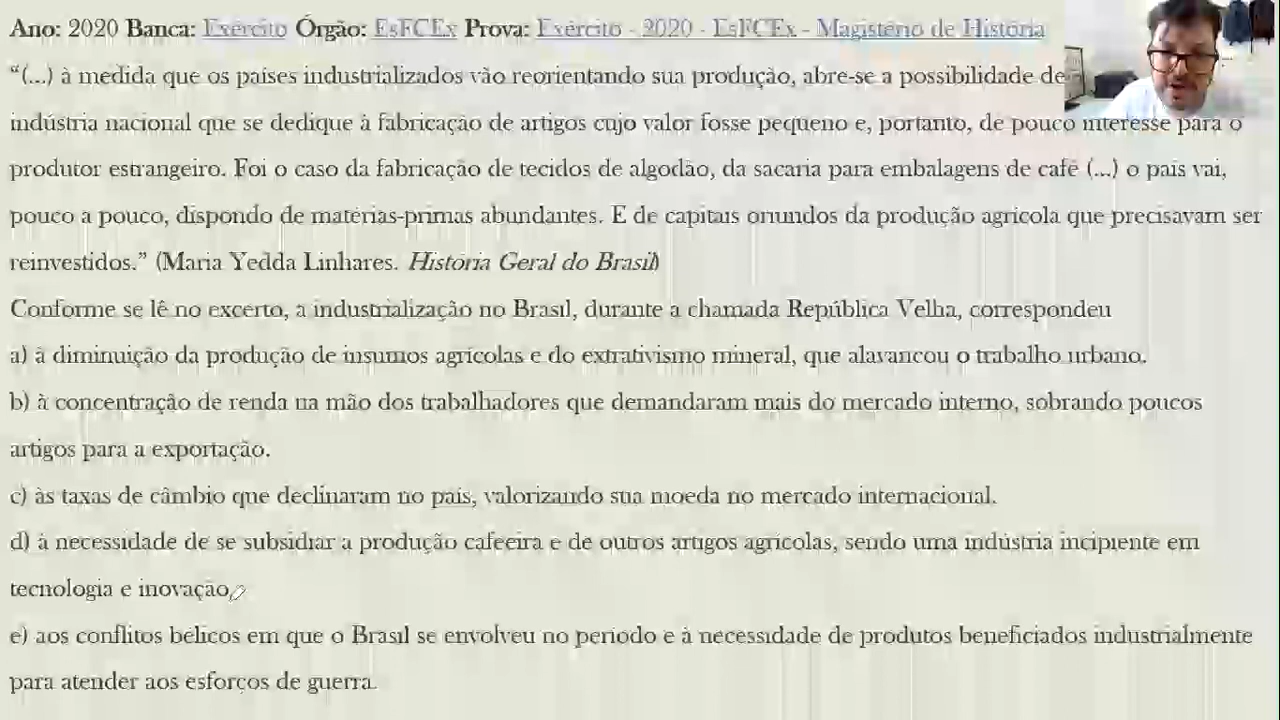 Ano: 2020 Banca: Exército Órgão: EsFCEx Prova: Exército - 2020 - EsFCEx - Magistério de História
“(...) à medida que os países industrializados vão reorientando sua produção, abre-se a possibilidade de
indústria nacional que se dedique à fabricação de artigos cujo valor fosse pequeno e, portanto, de pouco interesse para o
produtor estrangeiro. Foi o caso da fabricação de tecidos de algodão, da sacaria para embalagens de café (...) o país vai,
pouco a pouco, dispondo de matérias-primas abundantes. E de capitais oriundos da produção agrícola que precisavam ser
reinvestidos.” (Maria Yedda Linhares. História Geral do Brasil)
Conforme se lê no excerto, a industrialização no Brasil, durante a chamada República Velha, correspondeu
a) à diminuição da produção de insumos agrícolas e do extrativismo mineral, que alavancou o trabalho urbano.
b) à concentração de renda na mão dos trabalhadores que demandaram mais do mercado interno, sobrando poucos
artigos para a exportação.
c) às taxas de câmbio que declinaram no país, valorizando sua moeda no mercado internacional.
d) à necessidade de se subsidiar a produção cafeeira e de outros artigos agrícolas, sendo uma indústria incipiente em
tecnologia e inovação.
e) aos conflitos bélicos em que o Brasil se envolveu no período e à necessidade de produtos beneficiados industrialmente
para atender aos esforços de guerra.